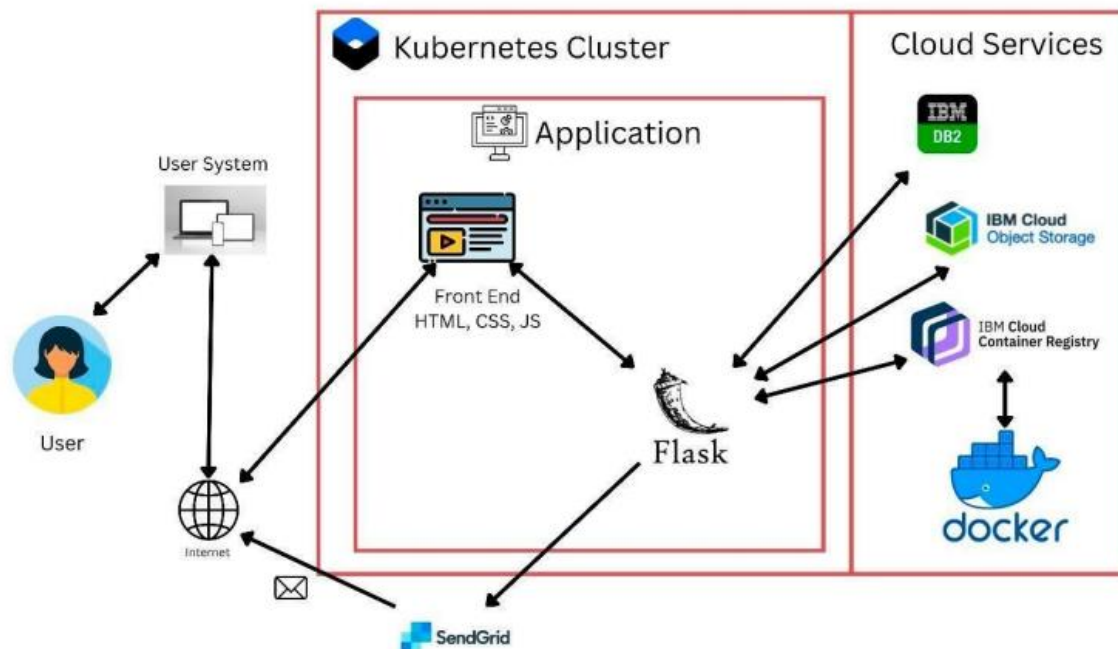 Kubernetes Cluster
Cloud Services
Application
IBM
DB2
User System
IBM Cloud
Object Storage
Front End
HTML, CSS, JS
IBM Cloud
Container Registry
User
Flask
Internet
docker
SendGrid